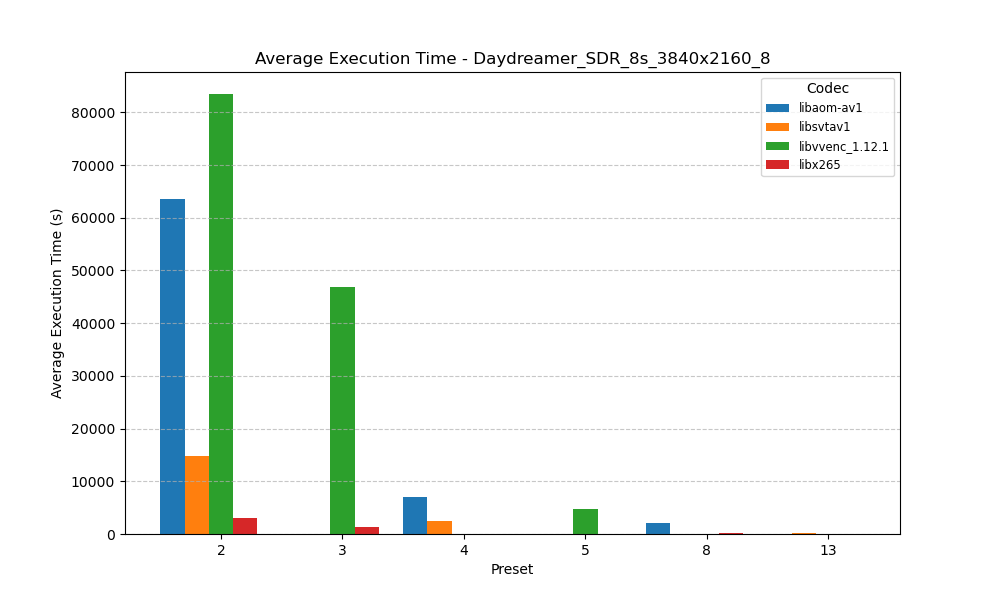 Average Execution Time - Daydreamer_SDR_8s_3840x2160_8
Codec
libaom-av1
libsvtav1
libvvenc_1.12.1
libx265
Average Execution Time (s)
80000
70000
60000
50000
40000
30000
20000
10000
0
2 3 4 5 8 13
Preset